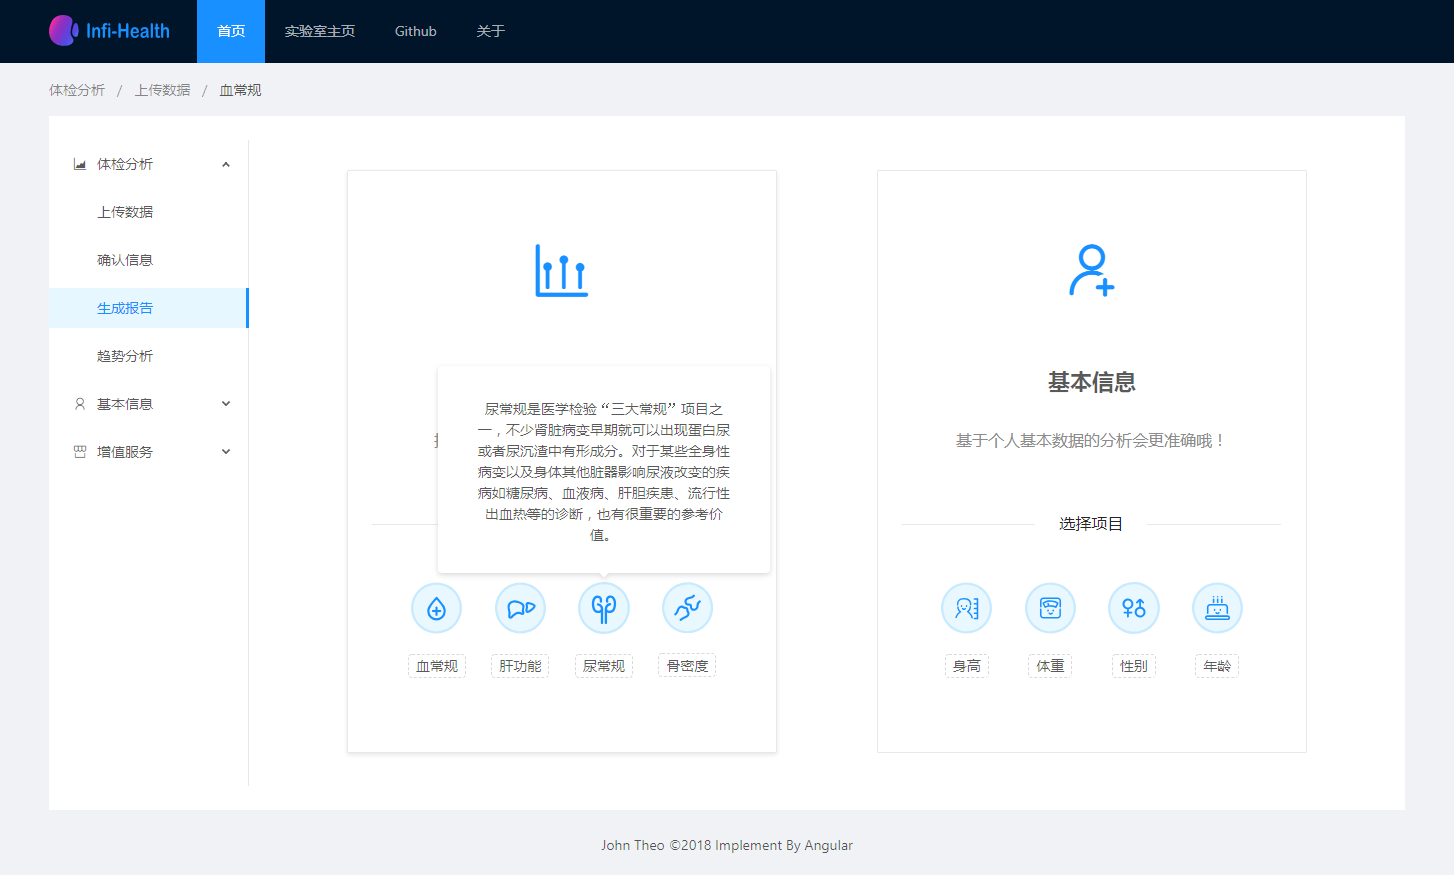 Infi-Health
首页
实验室主页
Github
关于
体检分析 / 上传数据 / 血常规
体检分析
上传数据
确认信息
生成报告
趋势分析
基本信息
增值服务
尿常规是医学检验“三大常规”项目之
一，不少肾脏病变早期就可以出现蛋白尿
或者尿沉渣中有形成分。对于某些全身性
病变以及身体其他脏器影响尿液改变的疾
病如糖尿病、血液病、肝胆疾患、流行性
出血热等的诊断，也有很重要的参考价
值。
血常规
肝功能
尿常规
骨密度
基本信息
基于个人基本数据的分析会更准确哦！
选择项目
身高
体重
性别
年龄
John Theo ©2018 Implement By Angular